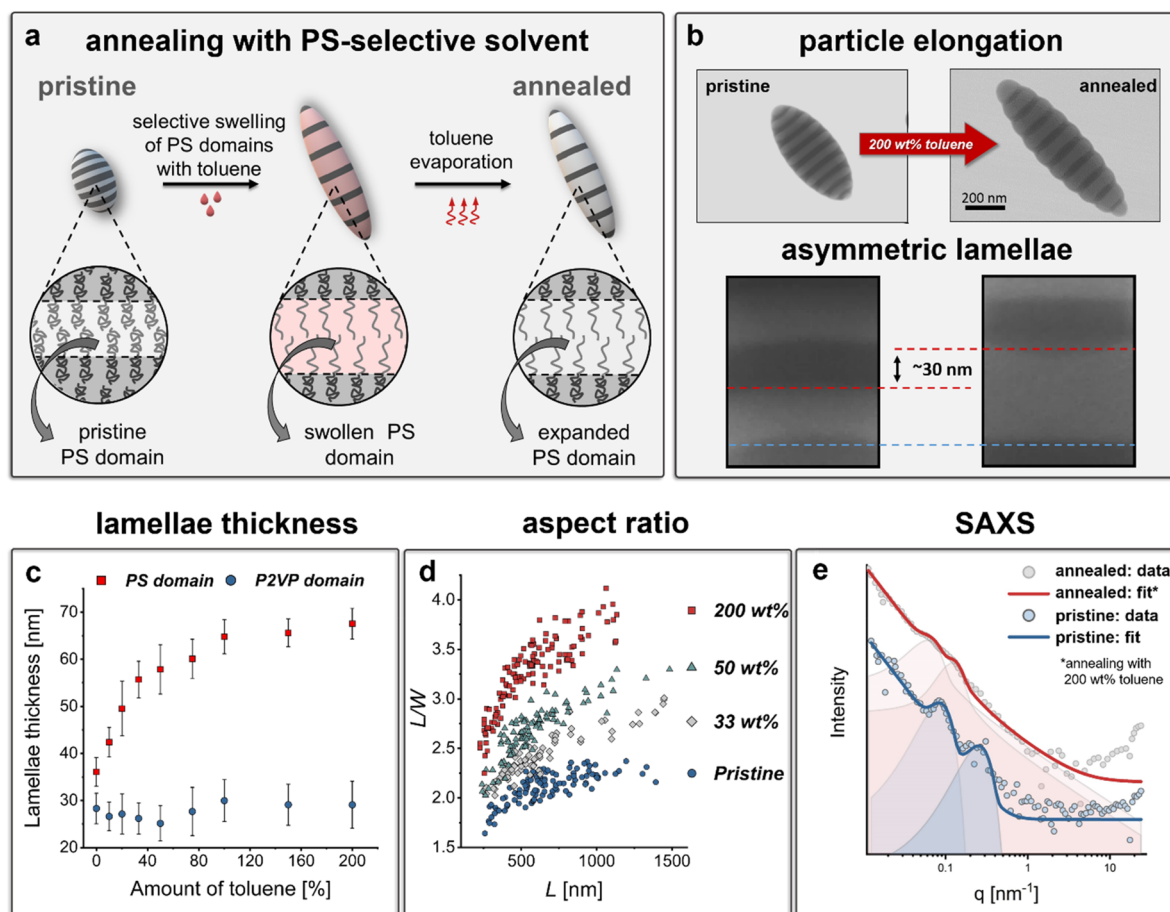 a annealing with PS-selective solvent
pristine
annealed
selective swelling
of PS domains
with toluene
toluene
evaporation
pristine
PS domain
swollen PS
domain
expanded
PS domain
b particle elongation
pristine
annealed
200 wt% toluene
200 nm
asymmetric lamellae
~30 nm
lamellae thickness
c
PS domain
P2VP domain
Lamellae thickness [nm]
70
60
50
40
30
20
0 40 80 120 160 200
Amount of toluene [%]
aspect ratio
d
L/W
4.5
4.0
3.5
3.0
2.5
2.0
1.5
500 1000 1500
L [nm]
200 wt%
50 wt%
33 wt%
Pristine
SAXS
e
annealed: data
annealed: fit*
pristine: data
pristine: fit
*annealing with
200 wt% toluene
Intensity
0.1 1 10
q [nm⁻¹]